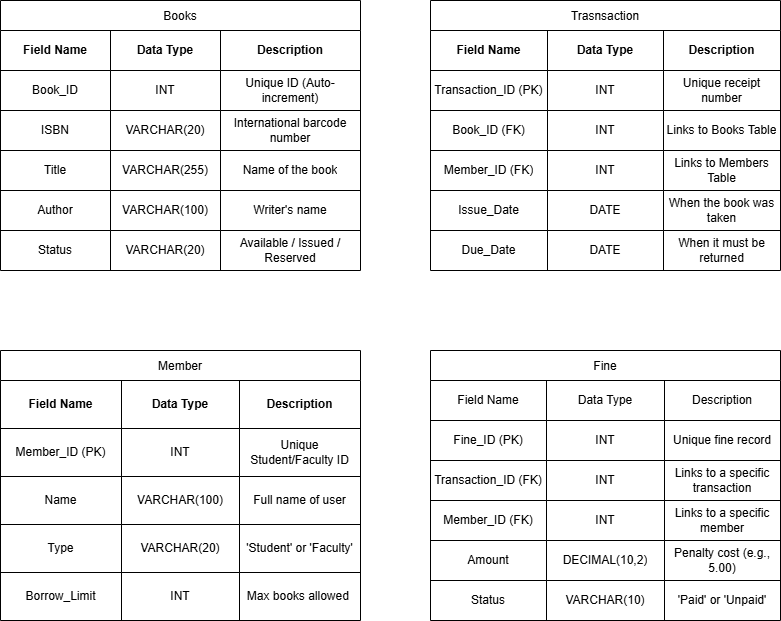 Books
Field Name Data Type Description
Book_ID INT Unique ID (Auto-
increment)
ISBN VARCHAR(20) International barcode
number
Title VARCHAR(255) Name of the book
Author VARCHAR(100) Writer's name
Status VARCHAR(20) Available / Issued /
Reserved
Trasnsaction
Field Name Data Type Description
Transaction_ID (PK) INT Unique receipt
number
Book_ID (FK) INT Links to Books Table
Member_ID (FK) INT Links to Members
Table
Issue_Date DATE When the book was
taken
Due_Date DATE When it must be
returned
Member
Field Name Data Type Description
Member_ID (PK) INT Unique
Student/Faculty ID
Name VARCHAR(100) Full name of user
Type VARCHAR(20) 'Student' or 'Faculty'
Borrow_Limit INT Max books allowed
Fine
Field Name Data Type Description
Fine_ID (PK) INT Unique fine record
Transaction_ID (FK) INT Links to a specific
transaction
Member_ID (FK) INT Links to a specific
member
Amount DECIMAL(10,2) Penalty cost (e.g.,
5.00)
Status VARCHAR(10) 'Paid' or 'Unpaid'